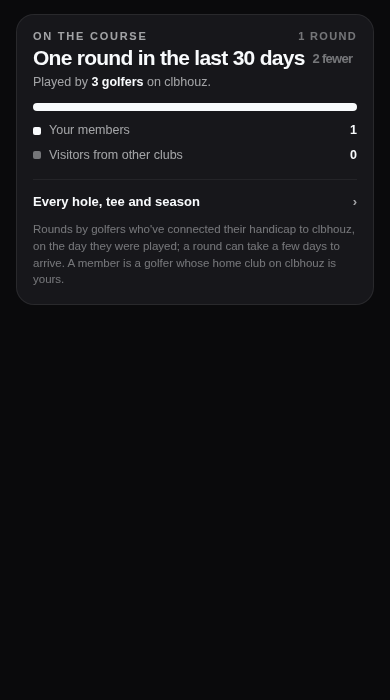 ON THE COURSE 1 ROUND
One round in the last 30 days 2 fewer
Played by 3 golfers on clbhouz.
Your members 1
Visitors from other clubs 0
Every hole, tee and season ›
Rounds by golfers who've connected their handicap to clbhouz,
on the day they were played; a round can take a few days to
arrive. A member is a golfer whose home club on clbhouz is
yours.